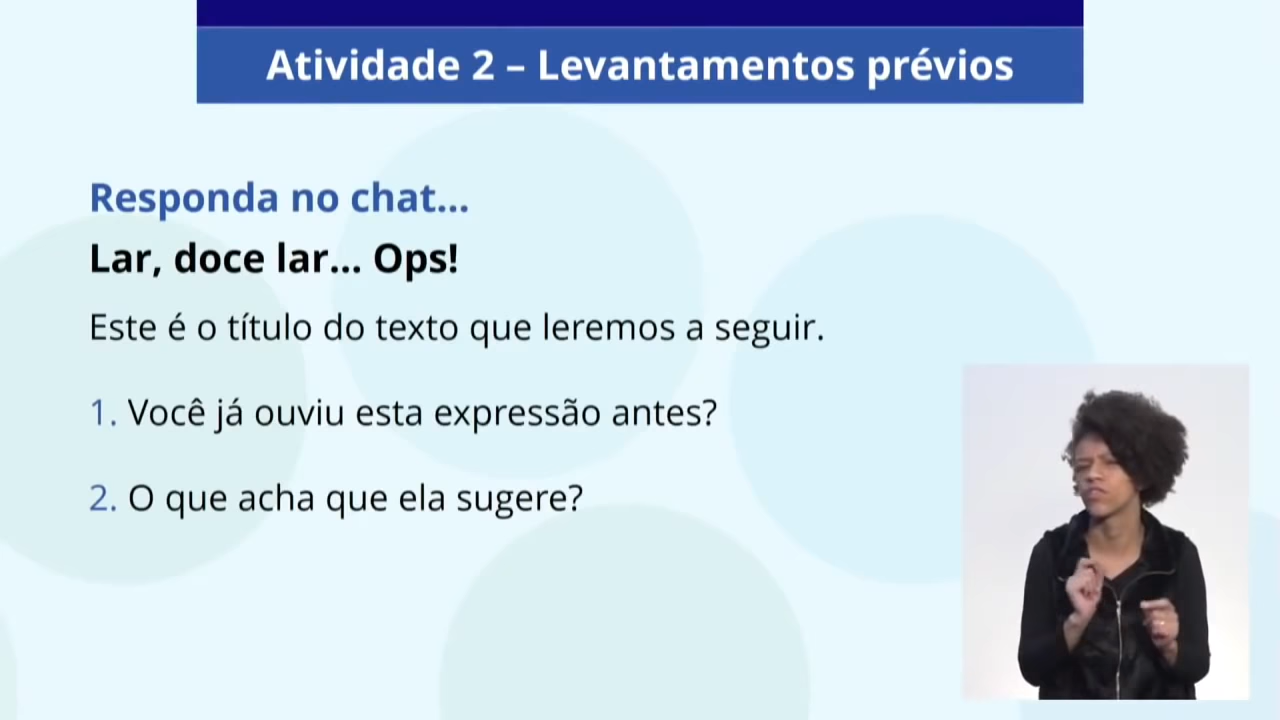 Atividade 2 – Levantamentos prévios
Responda no chat...
Lar, doce lar... Ops!
Este é o título do texto que leremos a seguir.
1. Você já ouviu esta expressão antes?
2. O que acha que ela sugere?